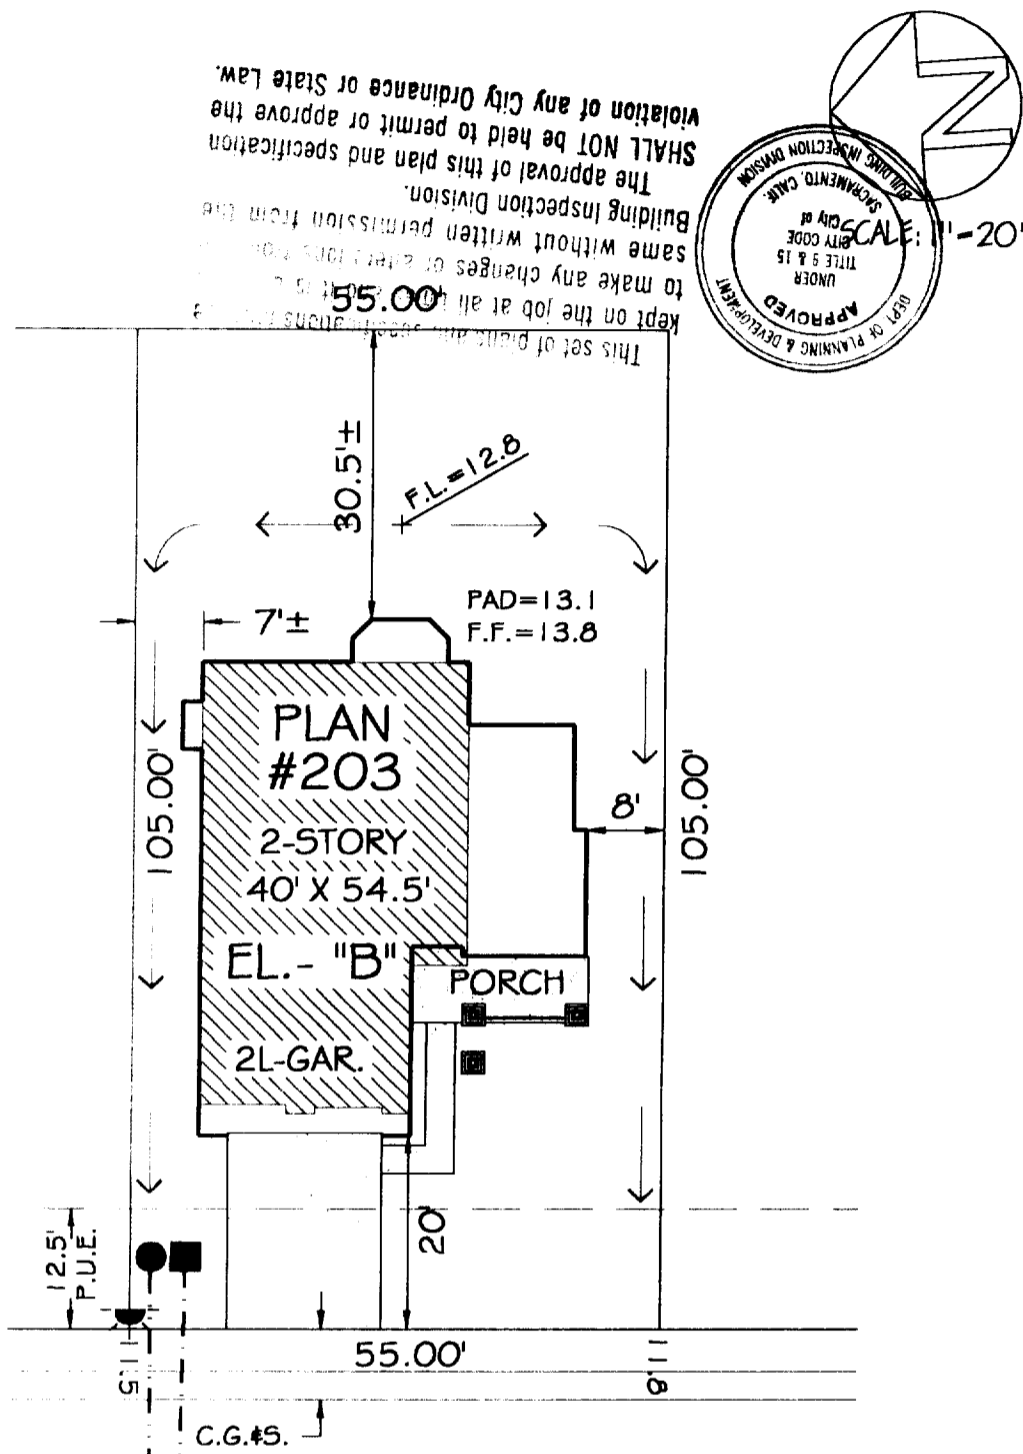 violation of any City Ordinance or State Law.
SHALL NOT be held to permit or approve the
The approval of this plan and specification
Building Inspection Division.
same without written permission from the
to make any changes or
kept on the job at all
This set of plans and specifications
N
DEPT OF PLANNING & DEVELOPMENT
BUILDING INSPECTION DIVISION
APPROVED
UNDER
TITLE 9 & 15
CITY CODE
City of
SACRAMENTO, CALIF.
SCALE: 1"-20'
55.00'
30.5'±
F.L.=12.8
PAD=13.1
F.F.=13.8
7'±
PLAN
#203
105.00'
8'
105.00'
2-STORY
40' X 54.5'
EL.- "B"
PORCH
2L-GAR.
20'
12.5'
P.U.E.
55.00'
11.5
11.8
C.G.&S.